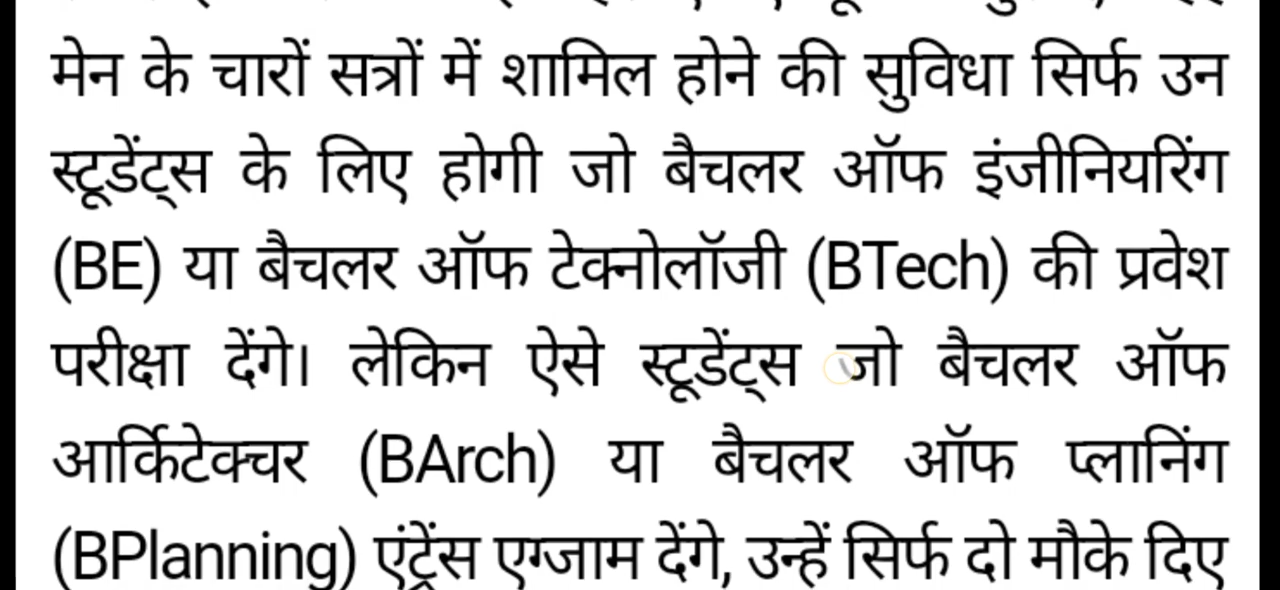 मेन के चारों सत्रों में शामिल होने की सुविधा सिर्फ उन
स्टूडेंट्स के लिए होगी जो बैचलर ऑफ इंजीनियरिंग
(BE) या बैचलर ऑफ टेक्नोलॉजी (BTech) की प्रवेश
परीक्षा देंगे। लेकिन ऐसे स्टूडेंट्स जो बैचलर ऑफ
आर्किटेक्चर (BArch) या बैचलर ऑफ प्लानिंग
(BPlanning) एंट्रेंस एग्जाम देंगे, उन्हें सिर्फ दो मौके दिए